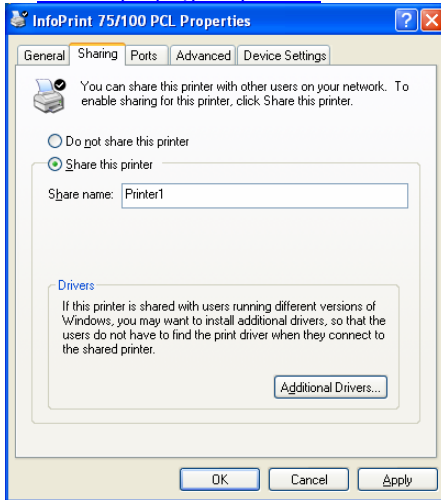 InfoPrint 75/100 PCL Properties
General Sharing Ports Advanced Device Settings
You can share this printer with other users on your network. To
enable sharing for this printer, click Share this printer.
Do not share this printer
Share this printer
Share name: Printer1
Drivers
If this printer is shared with users running different versions of
Windows, you may want to install additional drivers, so that the
users do not have to find the print driver when they connect to
the shared printer.
Additional Drivers...
OK Cancel Apply